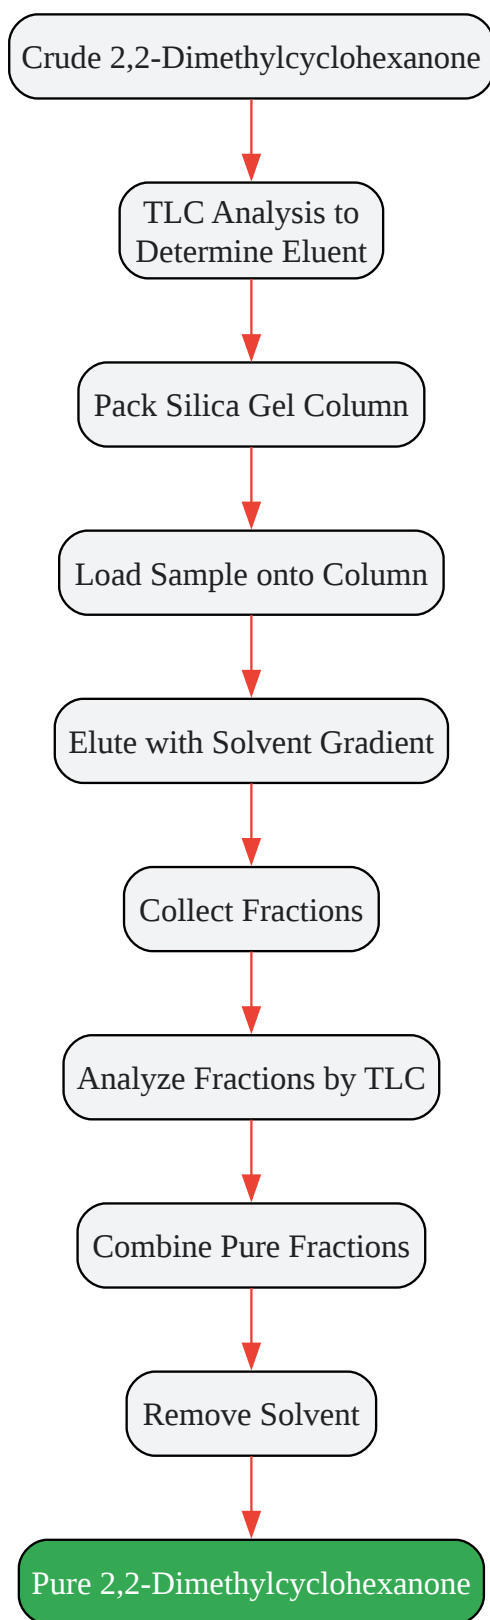 Crude 2,2-Dimethylcyclohexanone
TLC Analysis to
Determine Eluent
Pack Silica Gel Column
Load Sample onto Column
Elute with Solvent Gradient
Collect Fractions
Analyze Fractions by TLC
Combine Pure Fractions
Remove Solvent
Pure 2,2-Dimethylcyclohexanone